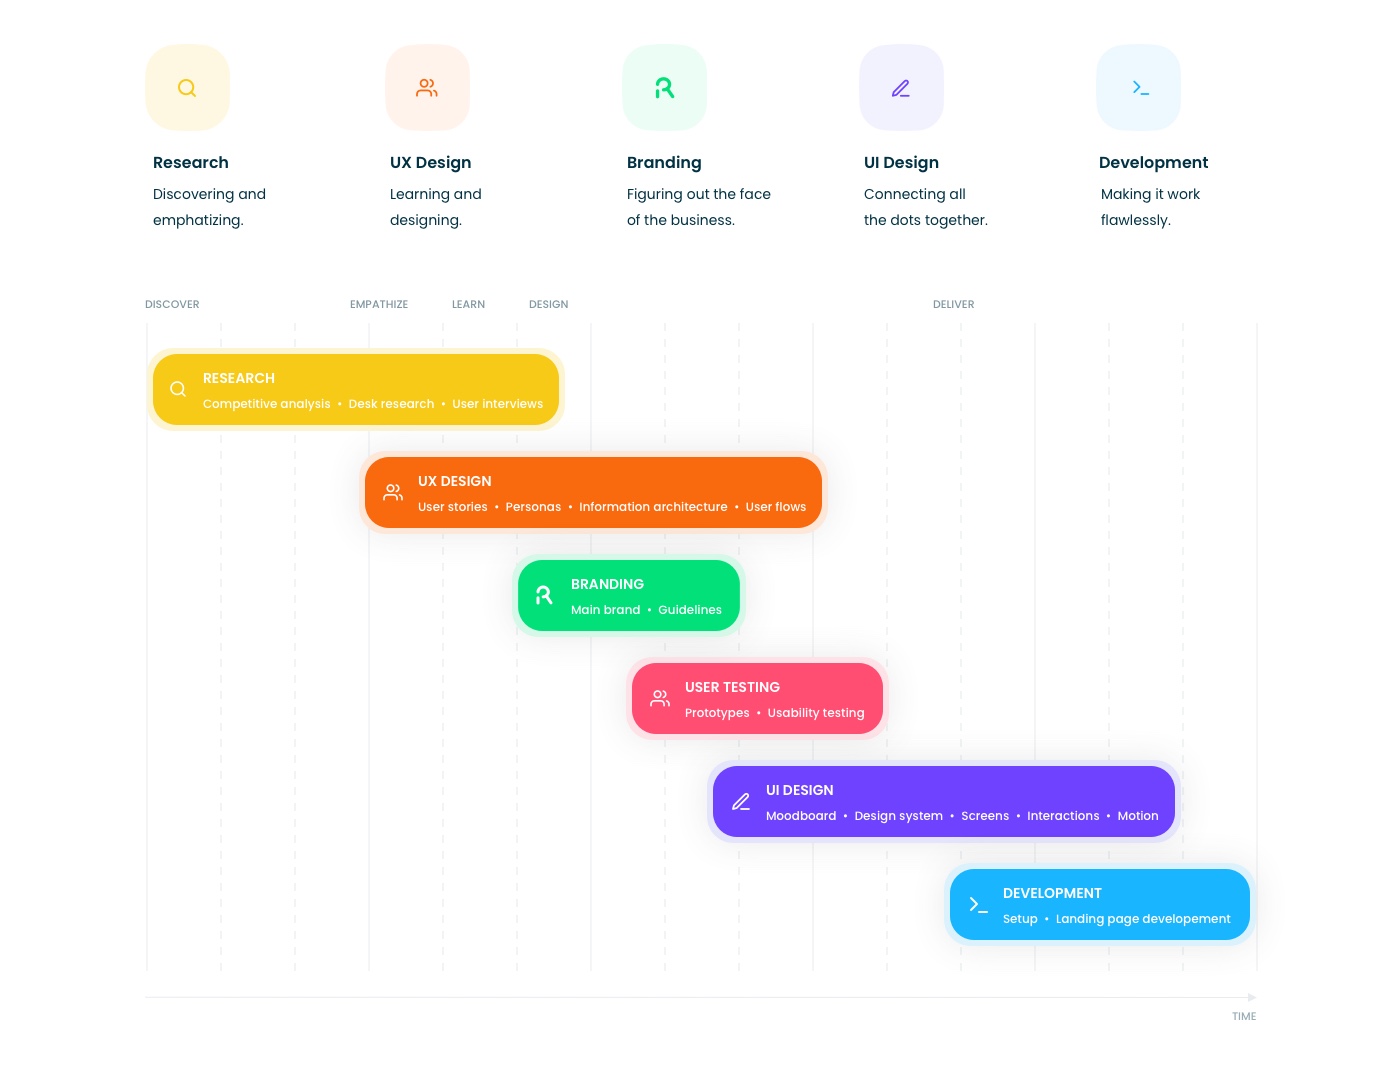 Research
Discovering and
emphatizing.
UX Design
Learning and
designing.
Branding
Figuring out the face
of the business.
UI Design
Connecting all
the dots together.
Development
Making it work
flawlessly.
DISCOVER EMPATHIZE LEARN DESIGN DELIVER
RESEARCH
Competitive analysis • Desk research • User interviews
UX DESIGN
User stories • Personas • Information architecture • User flows
BRANDING
Main brand • Guidelines
USER TESTING
Prototypes • Usability testing
UI DESIGN
Moodboard • Design system • Screens • Interactions • Motion
DEVELOPMENT
Setup • Landing page developement
TIME